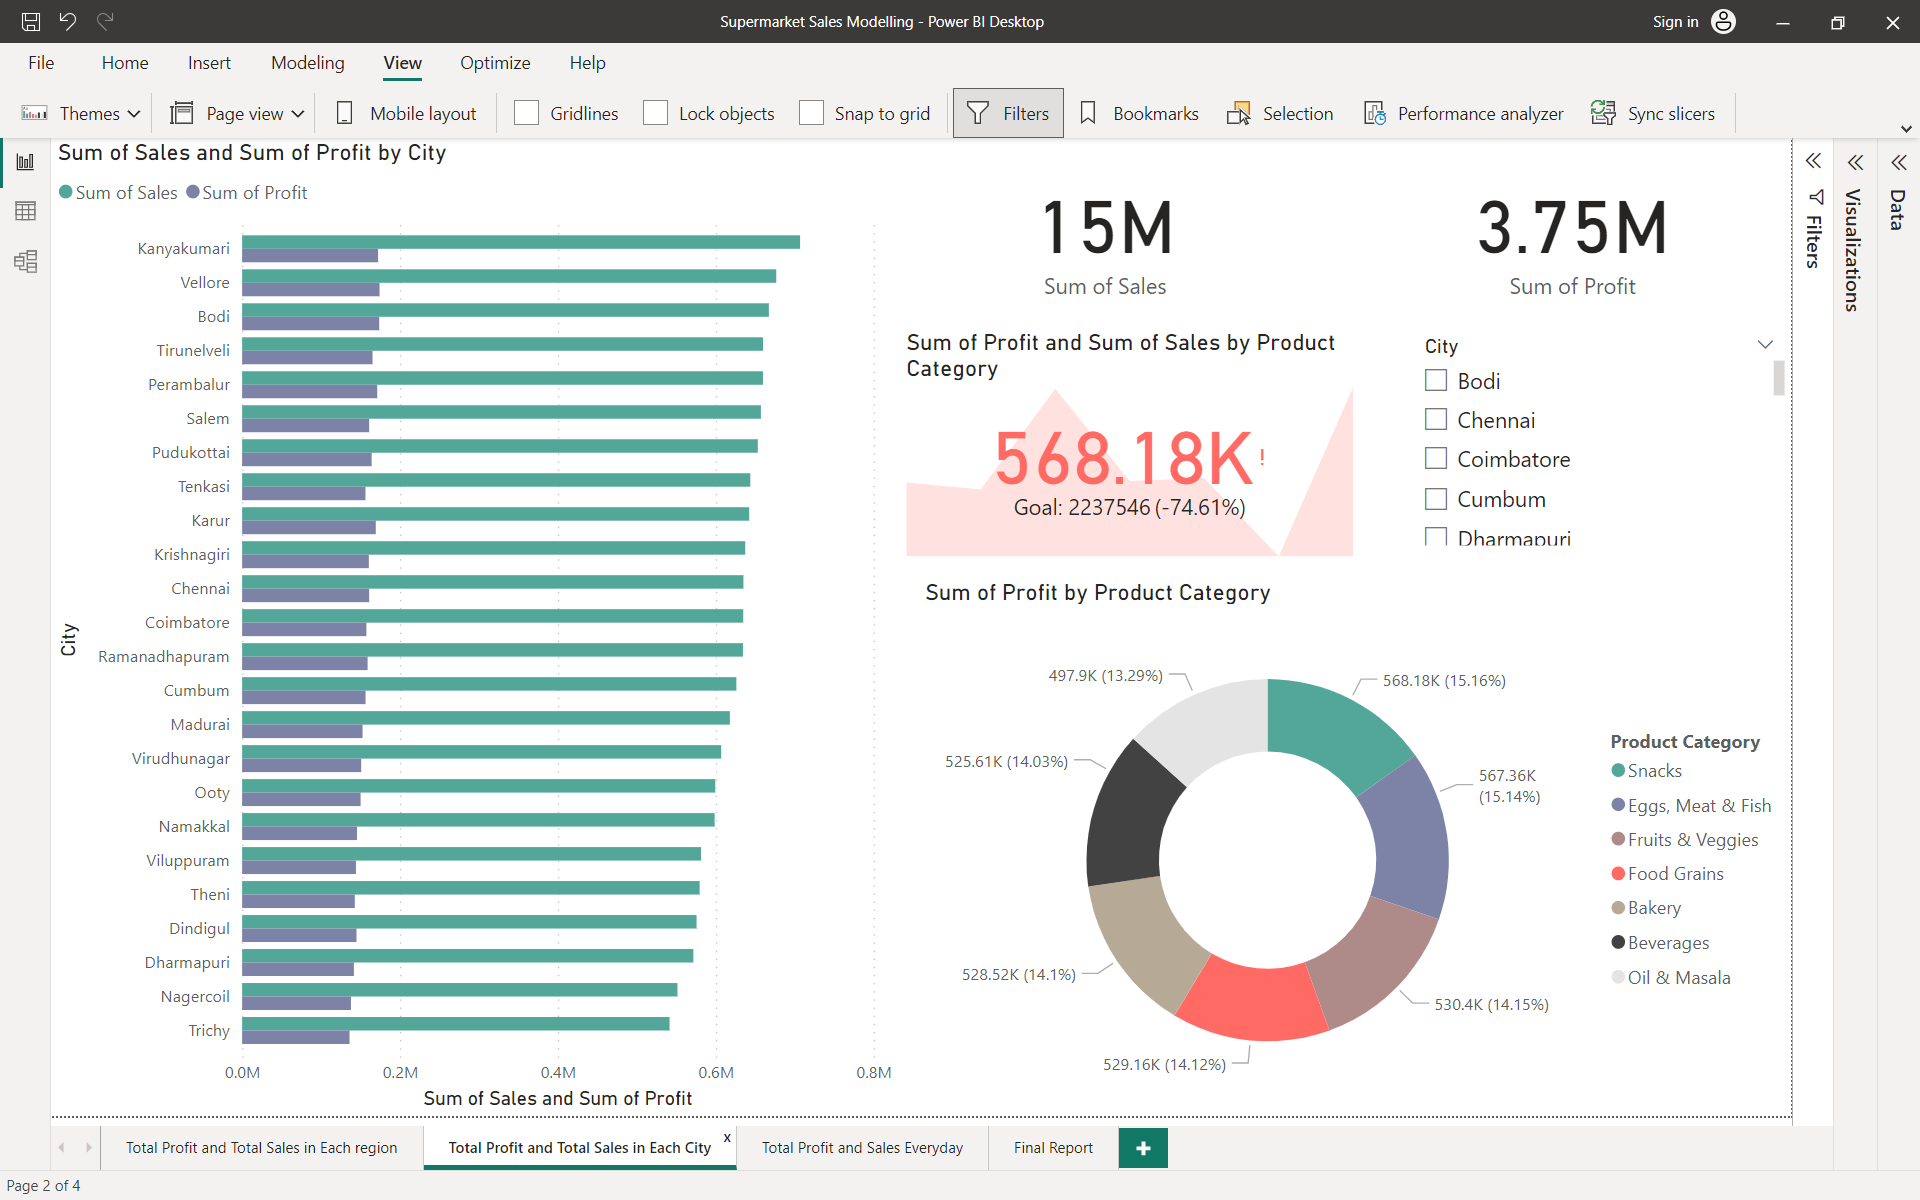 Supermarket Sales Modelling - Power BI Desktop
Sign in
File Home Insert Modeling View Optimize Help
Themes Page view Mobile layout Gridlines Lock objects Snap to grid Filters Bookmarks Selection Performance analyzer Sync slicers
Sum of Sales and Sum of Profit by City
Sum of Sales Sum of Profit
Kanyakumari
Vellore
Bodi
Tirunelveli
Perambalur
Salem
Pudukottai
Tenkasi
Karur
Krishnagiri
Chennai
Coimbatore
Ramanadhapuram
Cumbum
Madurai
Virudhunagar
Ooty
Namakkal
Viluppuram
Theni
Dindigul
Dharmapuri
Nagercoil
Trichy
City
0.0M 0.2M 0.4M 0.6M 0.8M
Sum of Sales and Sum of Profit
15M
Sum of Sales
3.75M
Sum of Profit
Sum of Profit and Sum of Sales by Product
Category
568.18K!
Goal: 2237546 (-74.61%)
City
Bodi
Chennai
Coimbatore
Cumbum
Dharmapuri
Sum of Profit by Product Category
497.9K (13.29%)
568.18K (15.16%)
525.61K (14.03%)
567.36K
(15.14%)
528.52K (14.1%)
530.4K (14.15%)
529.16K (14.12%)
Product Category
Snacks
Eggs, Meat & Fish
Fruits & Veggies
Food Grains
Bakery
Beverages
Oil & Masala
Filters
Visualizations
Data
Total Profit and Total Sales in Each region
Total Profit and Total Sales in Each City x
Total Profit and Sales Everyday
Final Report
Page 2 of 4